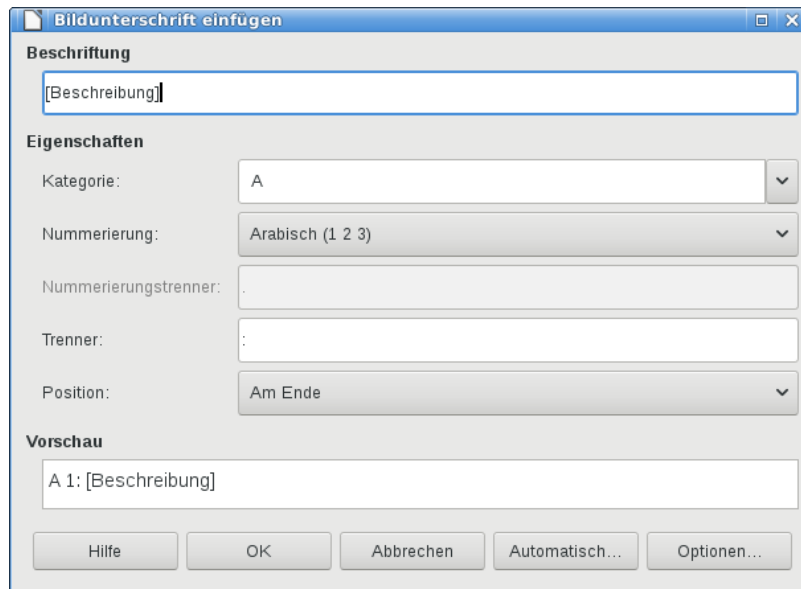 Bildunterschrift einfügen
Beschriftung
[Beschreibung]
Eigenschaften
Kategorie: A
Nummerierung: Arabisch (1 2 3)
Nummerierungstrenner: .
Trenner: :
Position: Am Ende
Vorschau
A 1: [Beschreibung]
Hilfe OK Abbrechen Automatisch... Optionen...